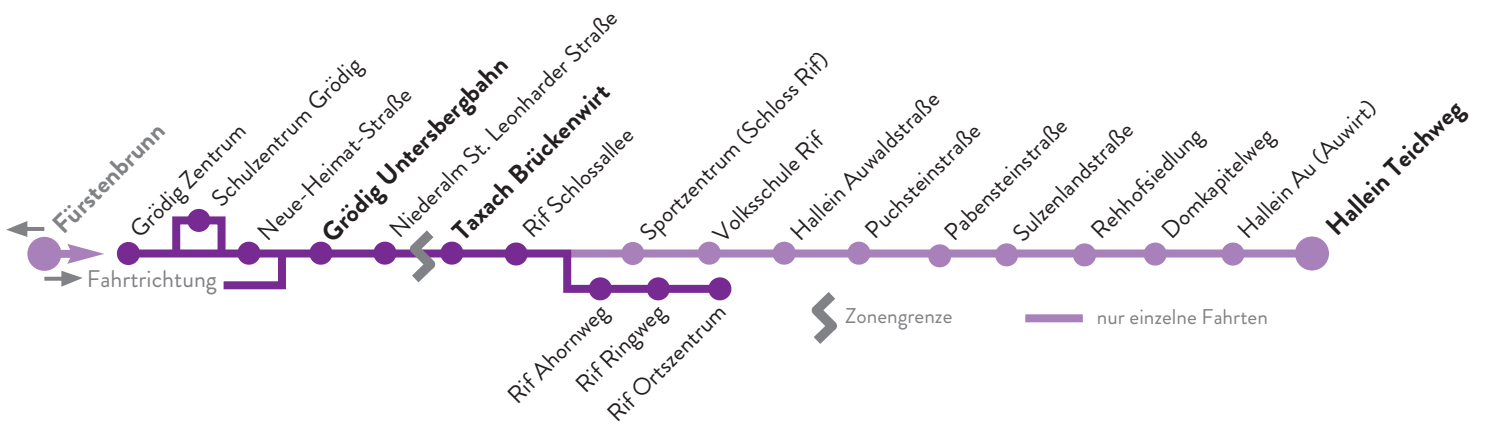 Fürstenbrunn
Grödig Zentrum
Schulzentrum Grödig
Neue-Heimat-Straße
Grödig Untersbergbahn
Niederalm St. Leonharder Straße
Taxach Brückenwirt
Rif Schlossallee
Sportzentrum (Schloss Rif)
Volksschule Rif
Hallein Auwaldstraße
Puchsteinstraße
Pabensteinstraße
Sulzenlandstraße
Rehhofsiedlung
Domkapitelweg
Hallein Au (Auwirt)
Hallein Teichweg
Fahrtrichtung
Rif Ahornweg
Rif Ringweg
Rif Ortszentrum
Zonengrenze
nur einzelne Fahrten